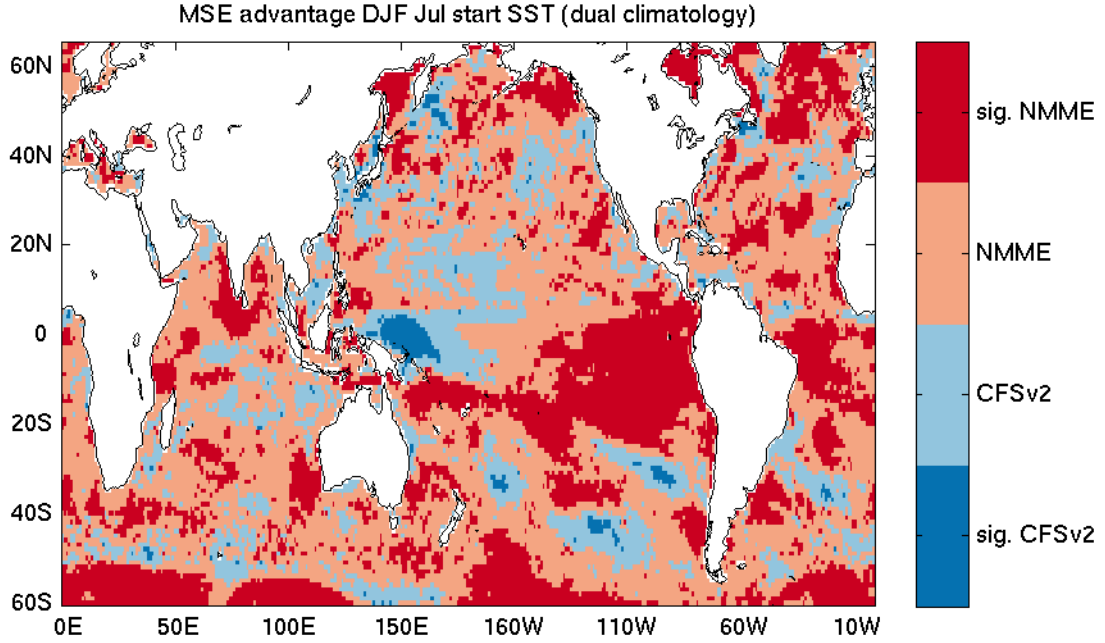 MSE advantage DJF Jul start SST (dual climatology)
60N
40N
20N
0
20S
40S
60S
0E
50E
100E
150E
160W
110W
60W
10W
sig. NMME
NMME
CFSv2
sig. CFSv2